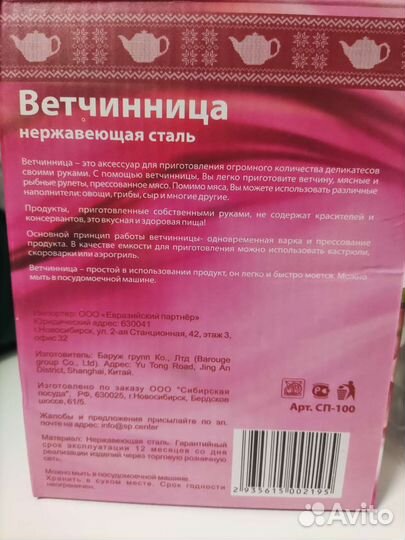 Ветчинница
нержавеющая сталь
Ветчинница – это аксессуар для приготовления огромного количества деликатесов
своими руками. С помощью ветчинницы, Вы легко приготовите ветчину, мясные и
рыбные рулеты, прессованное мясо. Помимо мяса, Вы можете использовать различные
наполнители: овощи, грибы, сыр и многие другие.
Продукты, приготовленные собственными руками, не содержат красителей и
консервантов, это вкусная и здоровая пища!
Основной принцип работы ветчинницы- одновременная варка и прессование
продукта. В качестве емкости для приготовления можно использовать кастрюли,
скороварки или аэрогриль.
Ветчинница – простой в использовании продукт, он легко и быстро моется. Можно
мыть в посудомоечной машине.
Импортер: ООО «Евразийский партнёр»
Юридический адрес: 630041
г.Новосибирск, ул. 2-ая Станционная, 42, этаж 3,
офис 32
Изготовитель: Баруж групп Ко., Лтд (Barouge
group Co., Ltd.) Адрес: Yu Tong Road, Jing An
District, Shanghai, Китай.
Изготовлено по заказу ООО "Сибирская
посуда", РФ, 630025, г.Новосибирск, Бердское
шоссе, 61/5
Арт. СП-100
Жалобы и предложения присылайте по эл.
почте на адрес: info@sp.center
Материал: Нержавеющая сталь. Гарантийный
срок эксплуатации 12 месяцев со дня
реализации изделий через торговую розничную
сеть.
Можно мыть в посудомоечной машине.
Хранить в сухом месте. Срок годности
неограничен.
2 935615 002195
Avito